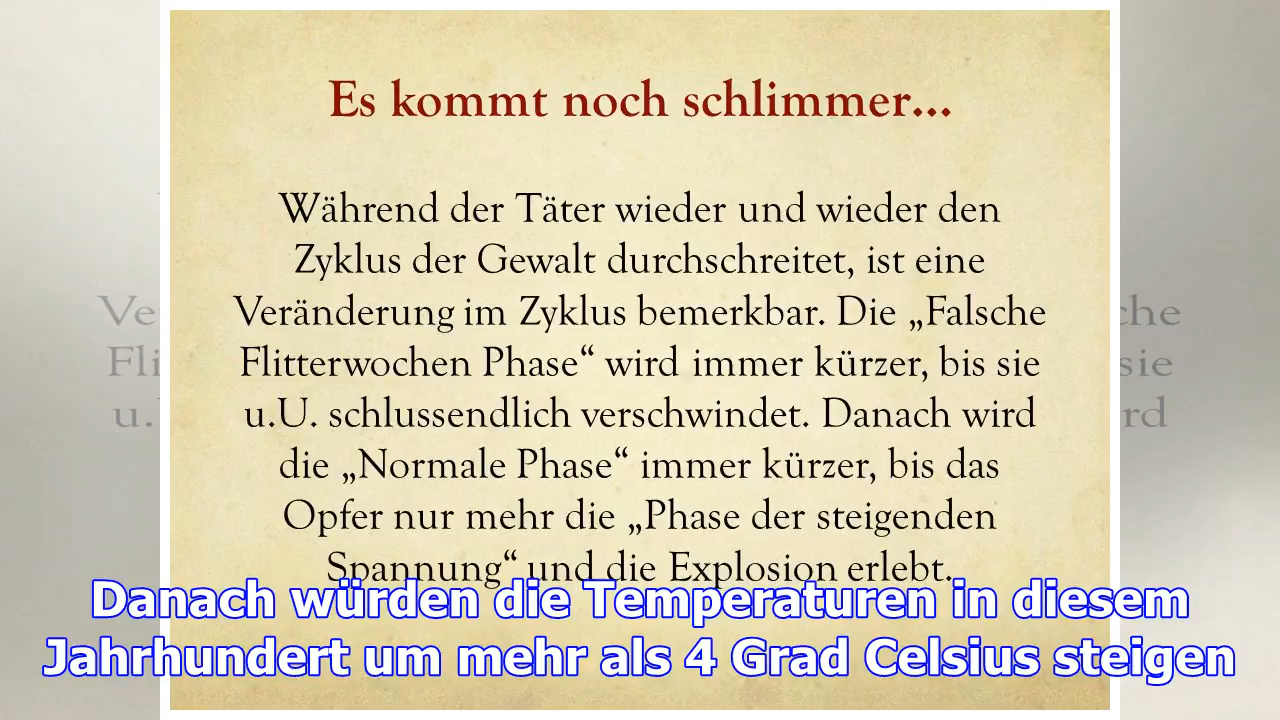 Es kommt noch schlimmer...
Während der Täter wieder und wieder den
Zyklus der Gewalt durchschreitet, ist eine
Veränderung im Zyklus bemerkbar. Die „Falsche
Flitterwochen Phase“ wird immer kürzer, bis sie
u.U. schlussendlich verschwindet. Danach wird
die „Normale Phase“ immer kürzer, bis das
Opfer nur mehr die „Phase der steigenden
Spannung“ und die Explosion erlebt.
Danach würden die Temperaturen in diesem
Jahrhundert um mehr als 4 Grad Celsius steigen